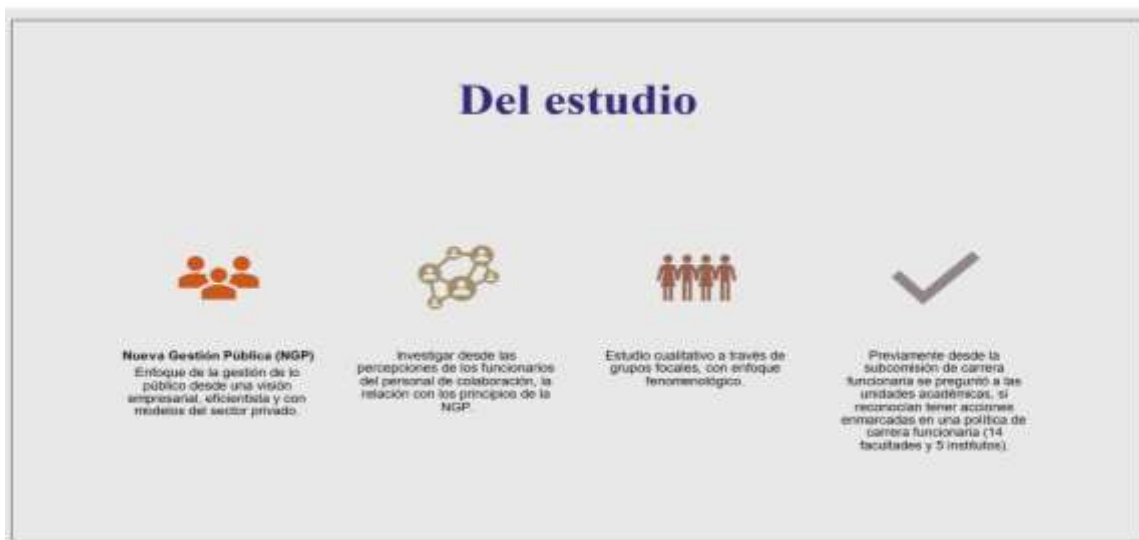 Del estudio
Nueva Gestión Pública (NGP)
Enfoque de la gestión de lo
público desde una visión
empresarial, eficientista y con
modelos del sector privado.
Investigar desde las
percepciones de los funcionarios
del personal de colaboración, la
relación con los principios de la
NGP.
Estudio cualitativo a través de
grupos focales, con enfoque
fenomenológico.
Previamente desde la
subcomisión de carrera
funcionaria se preguntó a las
unidades académicas, si
reconocían tener acciones
enmarcadas en una política de
carrera funcionaria (14
facultades y 5 institutos).